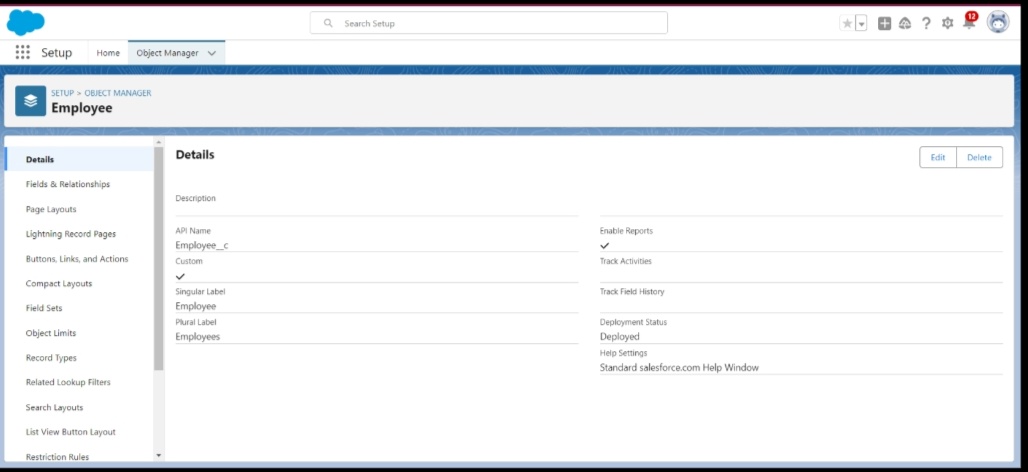 Search Setup
12
Setup
Home
Object Manager
SETUP > OBJECT MANAGER
Employee
Details
Fields & Relationships
Page Layouts
Lightning Record Pages
Buttons, Links, and Actions
Compact Layouts
Field Sets
Object Limits
Record Types
Related Lookup Filters
Search Layouts
List View Button Layout
Restriction Rules
Details
Edit
Delete
Description
API Name
Employee__c
Custom
Singular Label
Employee
Plural Label
Employees
Enable Reports
Track Activities
Track Field History
Deployment Status
Deployed
Help Settings
Standard salesforce.com Help Window